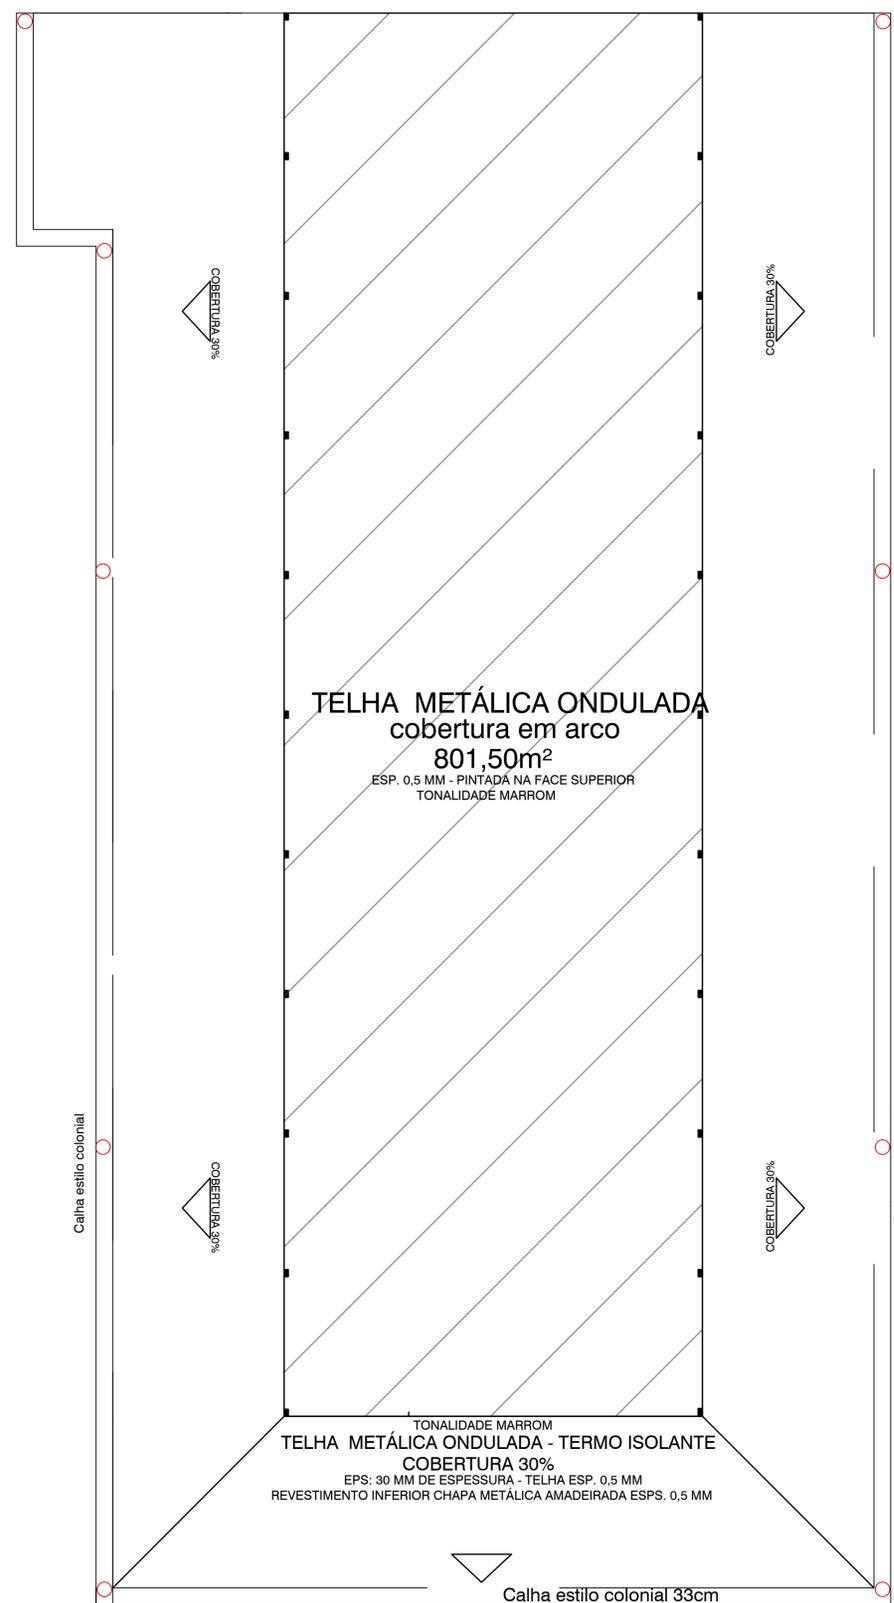 COBERTURA 30%
COBERTURA 30%
TELHA METÁLICA ONDULADA
cobertura em arco
801,50m²
ESP. 0,5 MM - PINTADA NA FACE SUPERIOR
TONALIDADE MARROM
Calha estilo colonial
COBERTURA 30%
COBERTURA 30%
TONALIDADE MARROM
TELHA METÁLICA ONDULADA - TERMO ISOLANTE
COBERTURA 30%
EPS: 30 MM DE ESPESSURA - TELHA ESP. 0,5 MM
REVESTIMENTO INFERIOR CHAPA METÁLICA AMADEIRADA ESPS. 0,5 MM
Calha estilo colonial 33cm